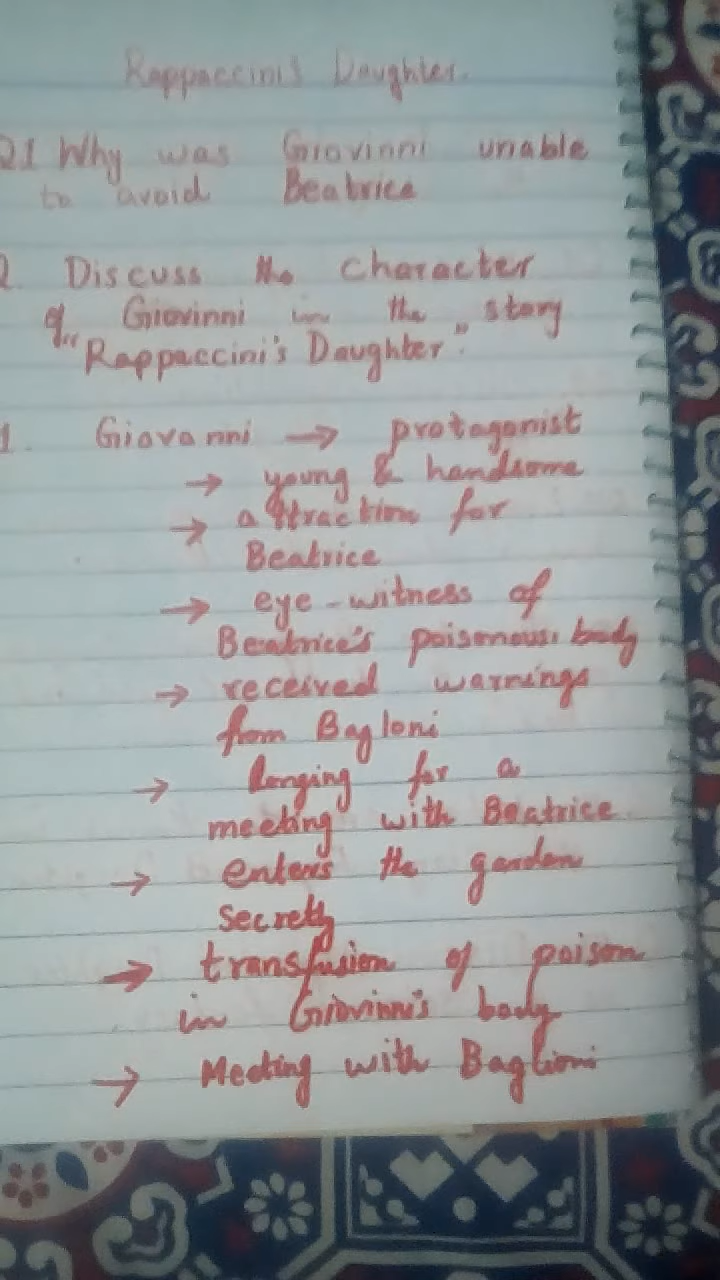 Rappaccini's Daughter.
Q1 Why was Giovinni unable
to avoid Beatrice
2 Discuss the character
of Giovinni in the story
"Rappaccini's Daughter".
1. Giovanni → protagonist
→ young & handsome
→ attraction for
Beatrice
→ eye-witness of
Beatrice's poisonous body
→ received warnings
from Bagloni
→ longing for a
meeting with Beatrice
→ enters the garden
secretly
→ transfusion of poison
in Giovinni's body
→ Meeting with Baglioni